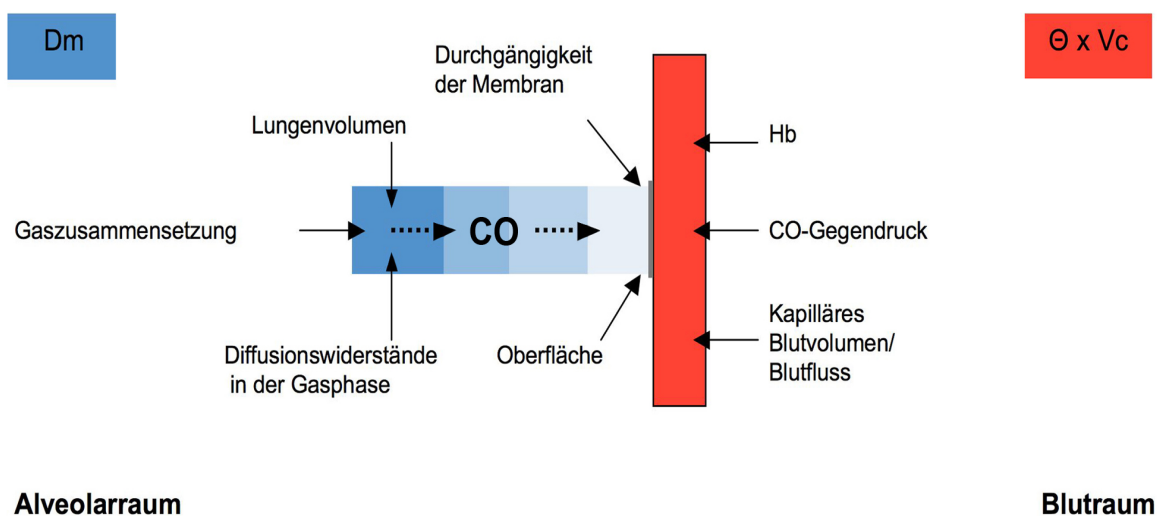 Dm
Θ x Vc
Durchgängigkeit
der Membran
Lungenvolumen
Hb
Gaszusammensetzung
CO
CO-Gegendruck
Diffusionswiderstände
in der Gasphase
Oberfläche
Kapilläres
Blutvolumen/
Blutfluss
Alveolarraum
Blutraum